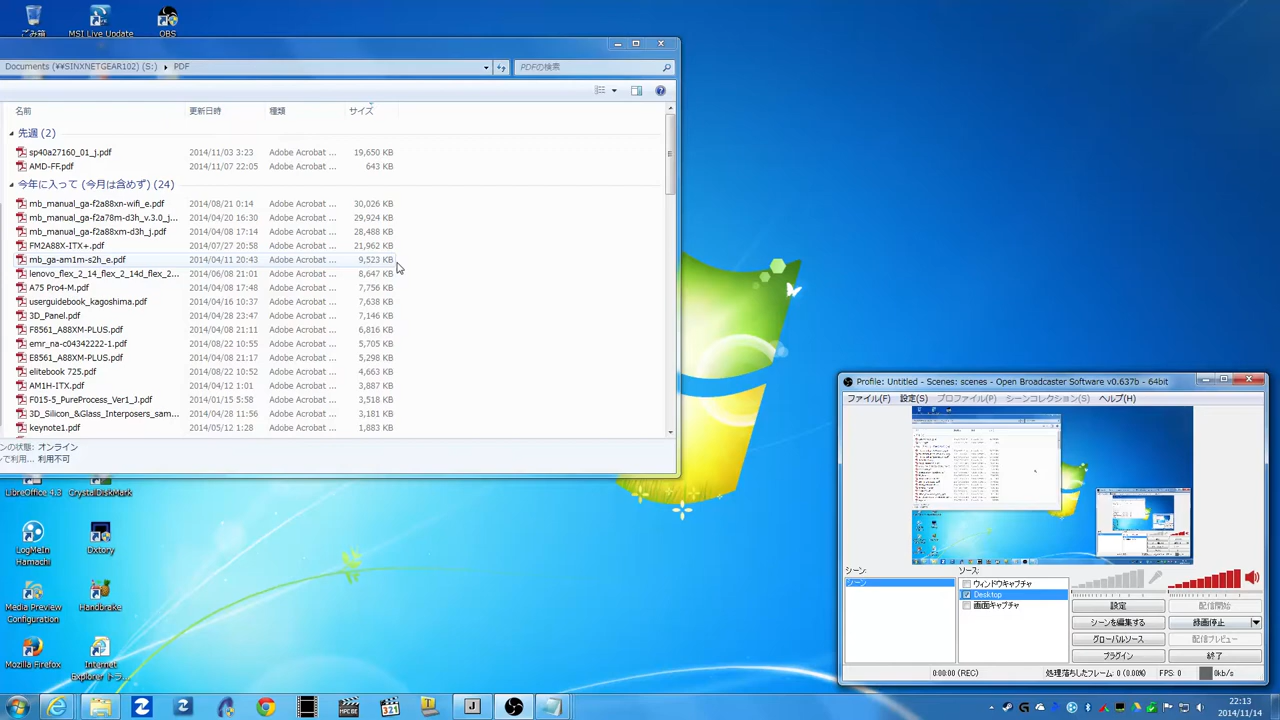 ごみ箱
MSI Live Update
OBS
Documents (¥¥SINXNETGEAR102) (S:) ▸ PDF
PDFの検索
名前 更新日時 種類 サイズ
先週 (2)
sp40a27160_01_j.pdf 2014/11/03 3:23 Adobe Acrobat ... 19,650 KB
AMD-FF.pdf 2014/11/07 22:05 Adobe Acrobat ... 643 KB
今年に入って (今月は含めず) (24)
mb_manual_ga-f2a88xn-wifi_e.pdf 2014/08/21 0:14 Adobe Acrobat ... 30,026 KB
mb_manual_ga-f2a78m-d3h_v.3.0_j... 2014/04/20 16:30 Adobe Acrobat ... 29,924 KB
mb_manual_ga-f2a88xm-d3h_j.pdf 2014/04/08 17:14 Adobe Acrobat ... 28,488 KB
FM2A88X-ITX+.pdf 2014/07/27 20:58 Adobe Acrobat ... 21,962 KB
mb_ga-am1m-s2h_e.pdf 2014/04/11 20:43 Adobe Acrobat ... 9,523 KB
lenovo_flex_2_14_flex_2_14d_flex_2... 2014/06/08 21:01 Adobe Acrobat ... 8,647 KB
A75 Pro4-M.pdf 2014/04/08 17:48 Adobe Acrobat ... 7,756 KB
userguidebook_kagoshima.pdf 2014/04/16 10:37 Adobe Acrobat ... 7,638 KB
3D_Panel.pdf 2014/04/28 23:47 Adobe Acrobat ... 7,146 KB
F8561_A88XM-PLUS.pdf 2014/04/08 21:11 Adobe Acrobat ... 6,816 KB
emr_na-c04342222-1.pdf 2014/08/22 10:55 Adobe Acrobat ... 5,705 KB
E8561_A88XM-PLUS.pdf 2014/04/08 21:17 Adobe Acrobat ... 5,298 KB
elitebook 725.pdf 2014/08/22 10:52 Adobe Acrobat ... 4,663 KB
AM1H-ITX.pdf 2014/04/12 1:01 Adobe Acrobat ... 3,887 KB
F015-5_PureProcess_Ver1_J.pdf 2014/01/15 5:58 Adobe Acrobat ... 3,518 KB
3D_Silicon_&Glass_Interposers_sam... 2014/04/28 11:56 Adobe Acrobat ... 3,181 KB
keynote1.pdf 2014/04/28 11:54 Adobe Acrobat ... 1,883 KB
ンの状態: オンライン
ンで利用... 利用不可
LibreOffice 4.3
CrystalDiskMark
LogMeIn Hamachi
Dxtory
Media Preview Configuration
Handbrake
Mozilla Firefox
Internet Explorer トラ...
Profile: Untitled - Scenes: scenes - Open Broadcaster Software v0.637b - 64bit
ファイル(F) 設定(S) プロファイル(P) シーンコレクション(S) ヘルプ(H)
シーン:
シーン
ソース:
ウィンドウキャプチャ
Desktop
画面キャプチャ
設定 配信開始
シーンを編集する 録画停止
グローバルソース 配信プレビュー
プラグイン 終了
0:00:00 (REC) 処理落ちしたフレーム: 0 (0.00%) FPS: 0 0kb/s
22:13
2014/11/14